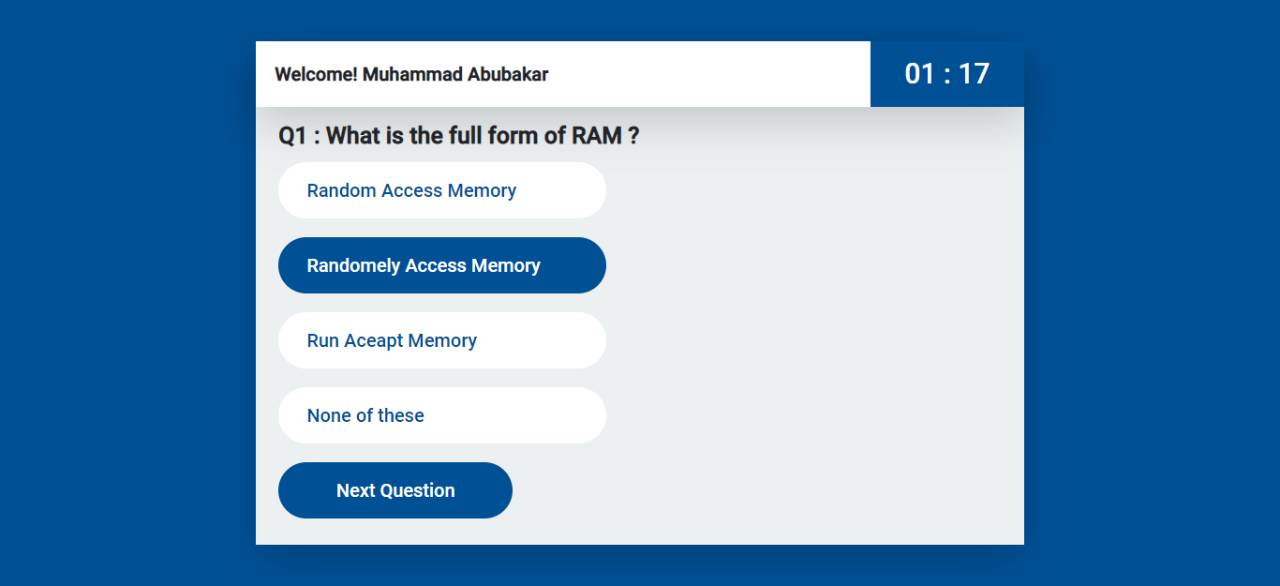 Welcome! Muhammad Abubakar
01 : 17
Q1 : What is the full form of RAM ?
Random Access Memory
Randomely Access Memory
Run Aceapt Memory
None of these
Next Question